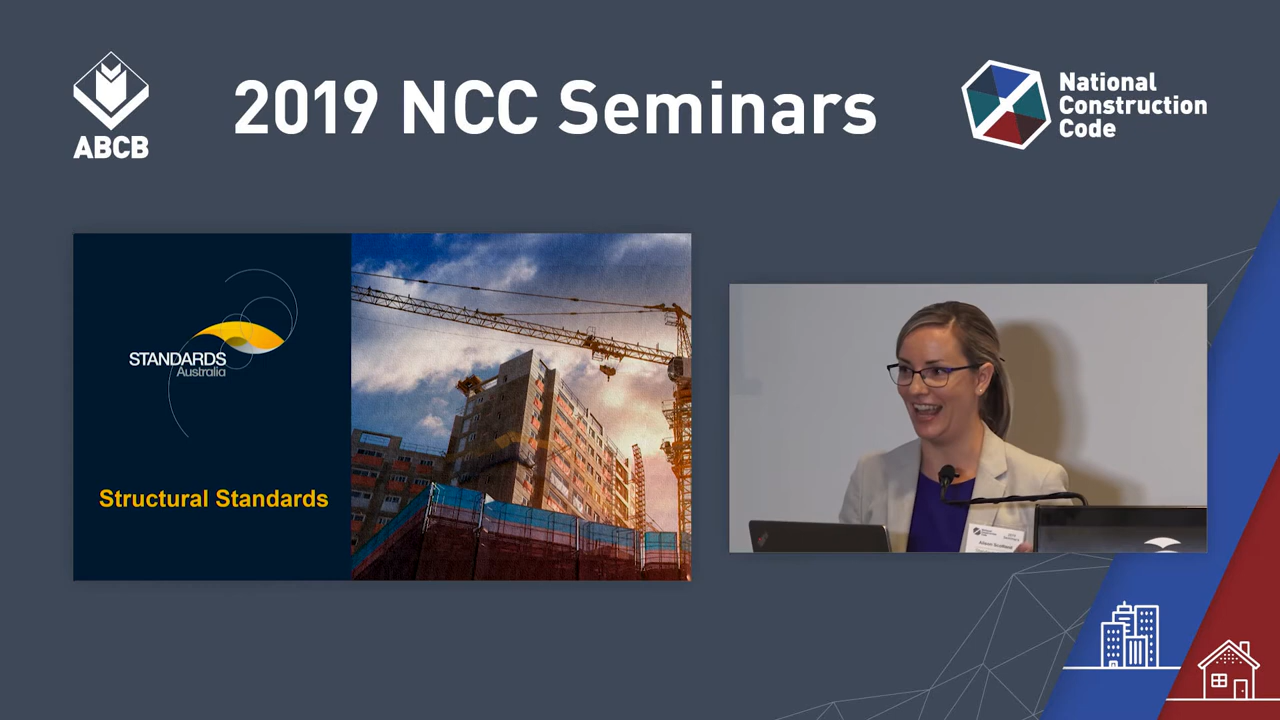 ABCB
2019 NCC Seminars
National
Construction
Code
STANDARDS
Australia
Structural Standards